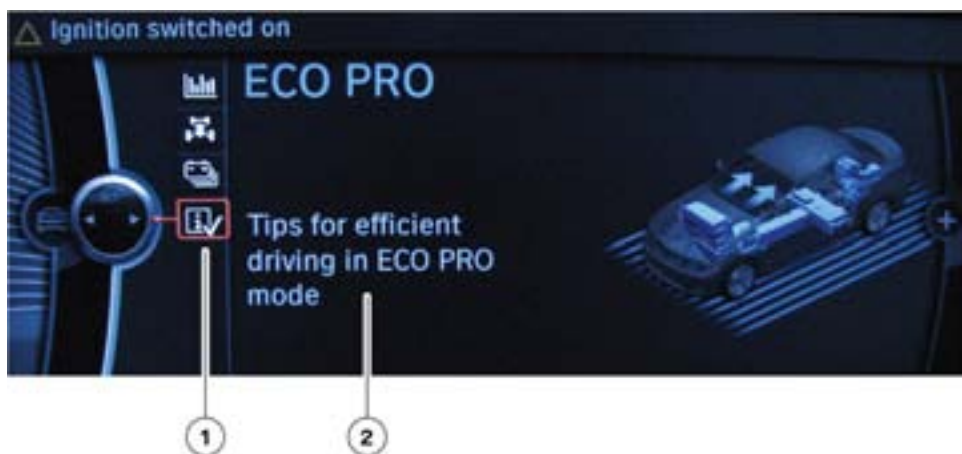 Ignition switched on
ECO PRO
Tips for efficient
driving in ECO PRO
mode
1
2